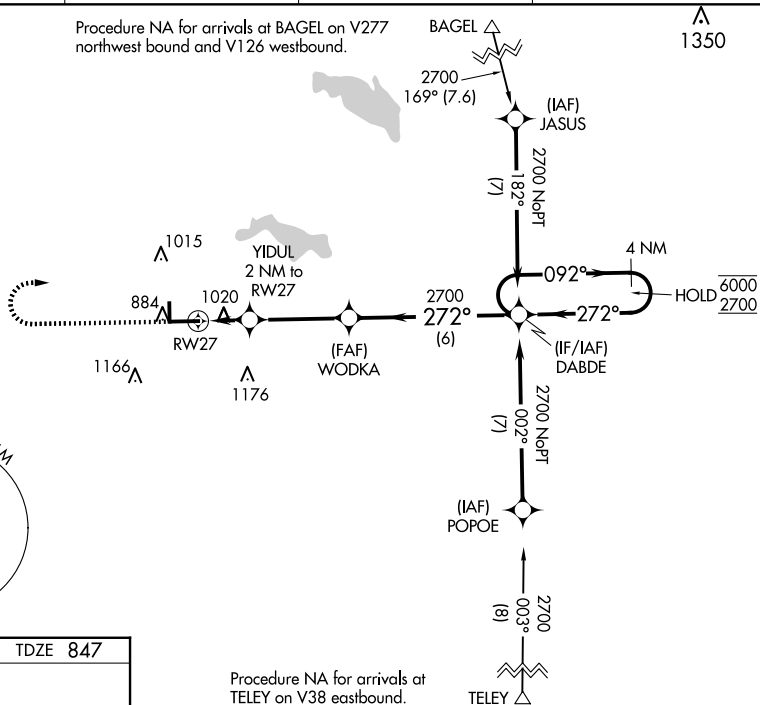 Procedure NA for arrivals at BAGEL on V277
northwest bound and V126 westbound.
BAGEL
1350
2700
169° (7.6)
(IAF)
JASUS
2700 NoPT
182°
(7)
1015
YIDUL
2 NM to
RW27
4 NM
092°
HOLD
6000
2700
884
1020
2700
272°
(6)
272°
RW27
(FAF)
WODKA
(IF/IAF)
DABDE
1166
1176
2700 NoPT
002°
(7)
M
(IAF)
POPOE
2700
003°
(8)
TDZE 847
Procedure NA for arrivals at
TELEY on V38 eastbound.
TELEY